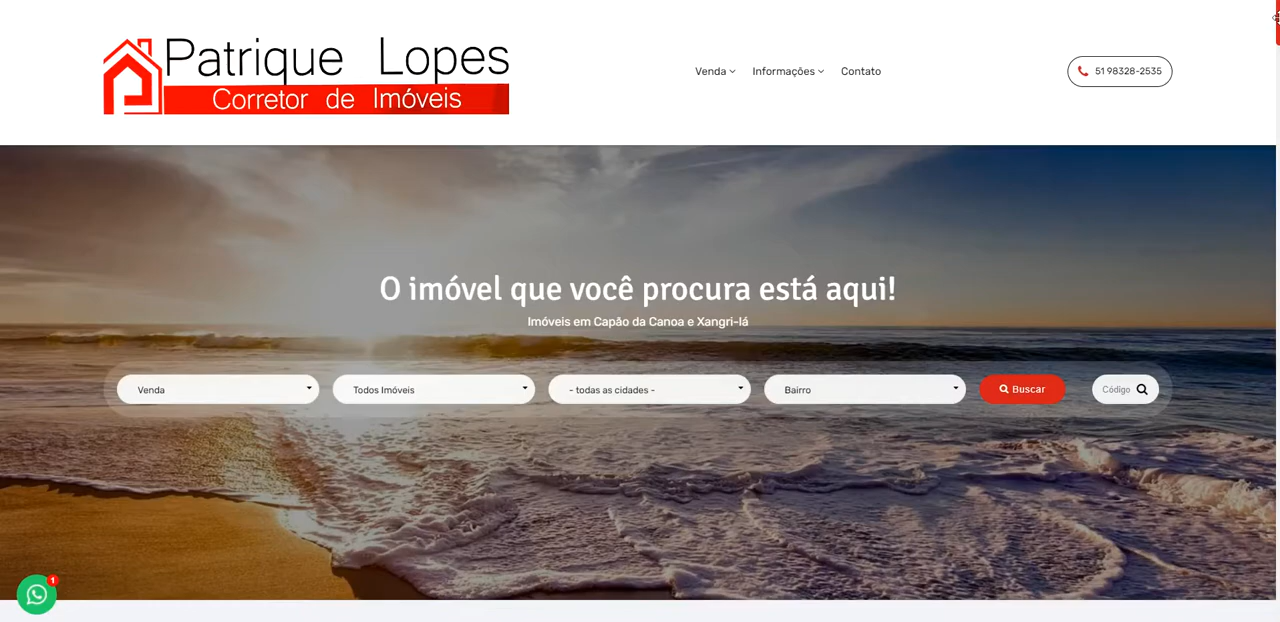 Patrique Lopes
Corretor de Imóveis
Venda
Informações
Contato
51 98328-2535
O imóvel que você procura está aqui!
Imóveis em Capão da Canoa e Xangri-lá
Venda
Todos Imóveis
- todas as cidades -
Bairro
Buscar
Código
1